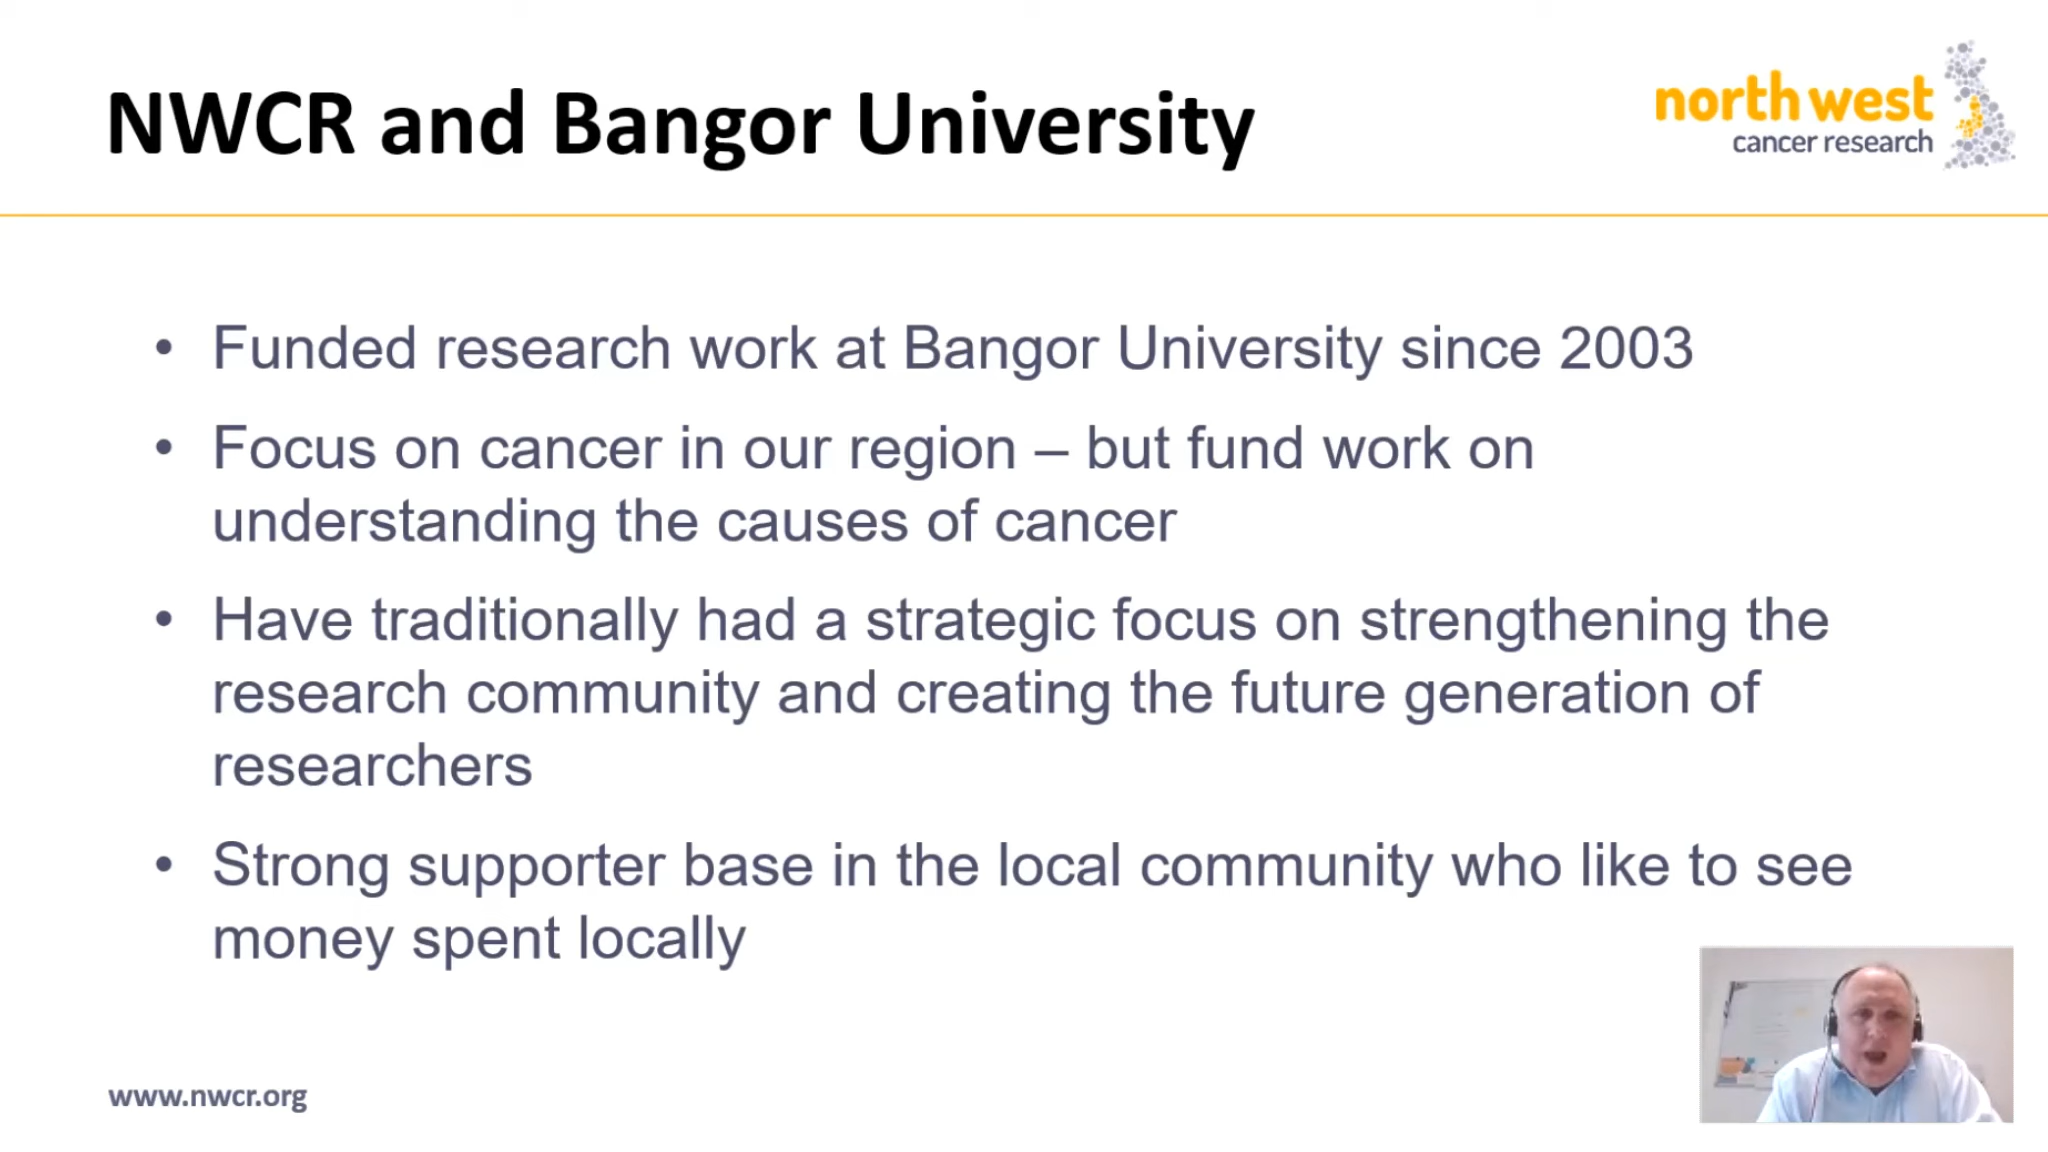 NWCR and Bangor University
north west
cancer research
• Funded research work at Bangor University since 2003
• Focus on cancer in our region – but fund work on
understanding the causes of cancer
• Have traditionally had a strategic focus on strengthening the
research community and creating the future generation of
researchers
• Strong supporter base in the local community who like to see
money spent locally
www.nwcr.org